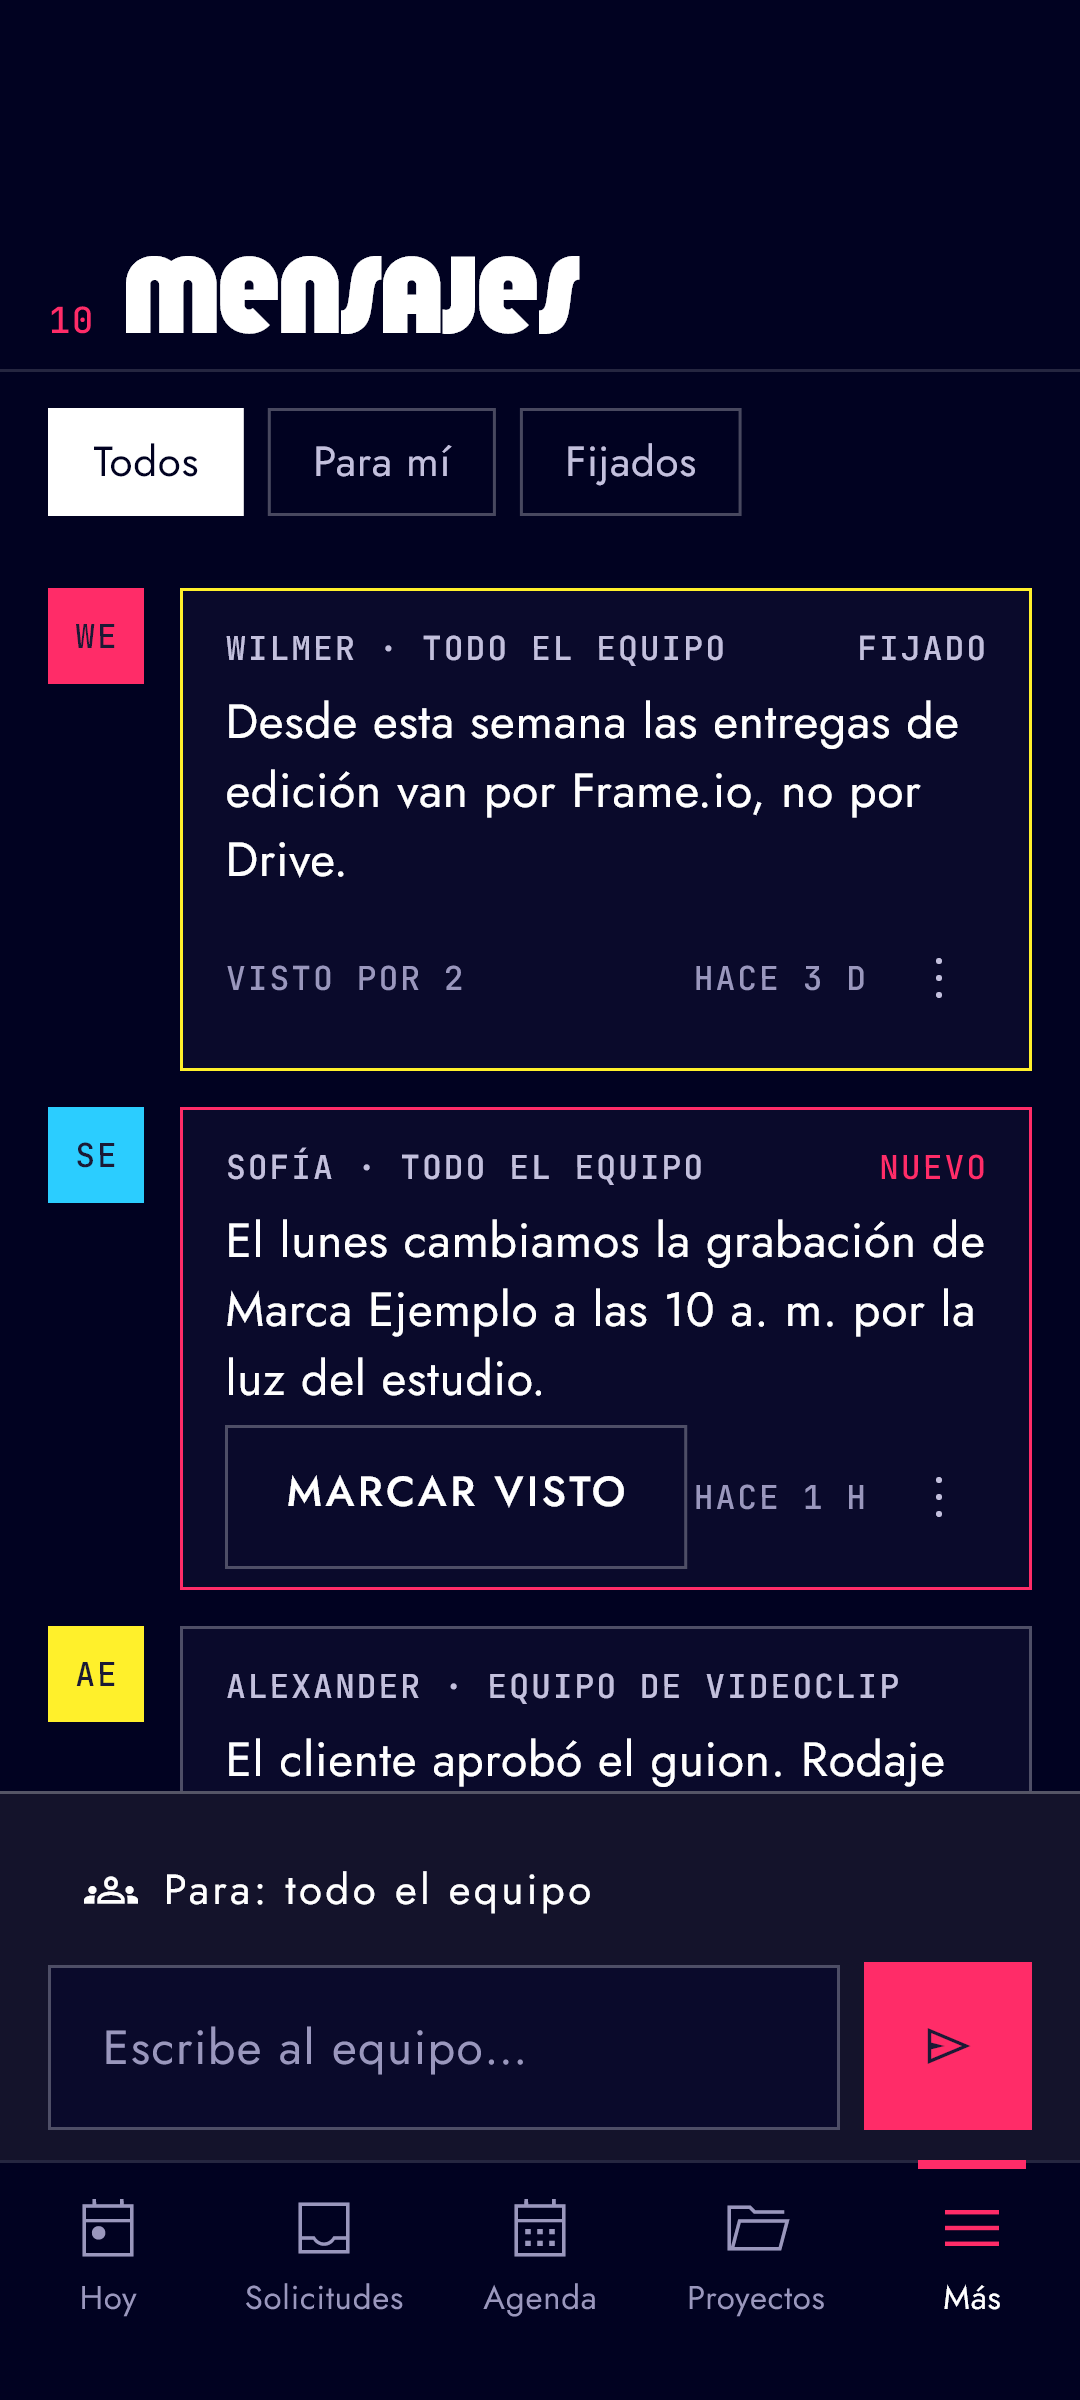 10 mensajes
Todos Para mí Fijados
WE
WILMER · TODO EL EQUIPO FIJADO
Desde esta semana las entregas de
edición van por Frame.io, no por
Drive.
VISTO POR 2 HACE 3 D
SE
SOFÍA · TODO EL EQUIPO NUEVO
El lunes cambiamos la grabación de
Marca Ejemplo a las 10 a. m. por la
luz del estudio.
MARCAR VISTO HACE 1 H
AE
ALEXANDER · EQUIPO DE VIDEOCLIP
El cliente aprobó el guion. Rodaje
Para: todo el equipo
Escribe al equipo...
Hoy Solicitudes Agenda Proyectos Más